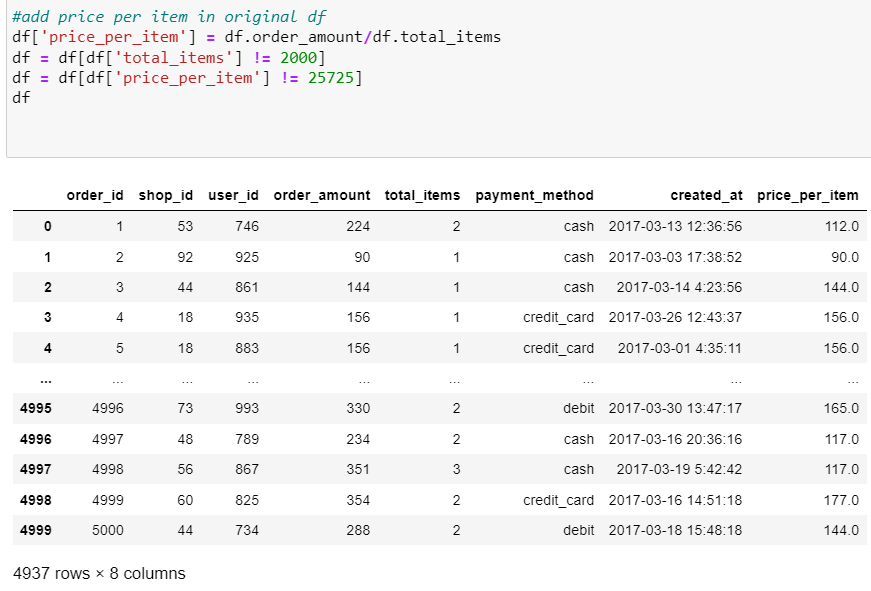 #add price per item in original df
df['price_per_item'] = df.order_amount/df.total_items
df = df[df['total_items'] != 2000]
df = df[df['price_per_item'] != 25725]
df
order_id shop_id user_id order_amount total_items payment_method created_at price_per_item
0 1 53 746 224 2 cash 2017-03-13 12:36:56 112.0
1 2 92 925 90 1 cash 2017-03-03 17:38:52 90.0
2 3 44 861 144 1 cash 2017-03-14 4:23:56 144.0
3 4 18 935 156 1 credit_card 2017-03-26 12:43:37 156.0
4 5 18 883 156 1 credit_card 2017-03-01 4:35:11 156.0
... ... ... ... ... ... ... ... ...
4995 4996 73 993 330 2 debit 2017-03-30 13:47:17 165.0
4996 4997 48 789 234 2 cash 2017-03-16 20:36:16 117.0
4997 4998 56 867 351 3 cash 2017-03-19 5:42:42 117.0
4998 4999 60 825 354 2 credit_card 2017-03-16 14:51:18 177.0
4999 5000 44 734 288 2 debit 2017-03-18 15:48:18 144.0
4937 rows × 8 columns